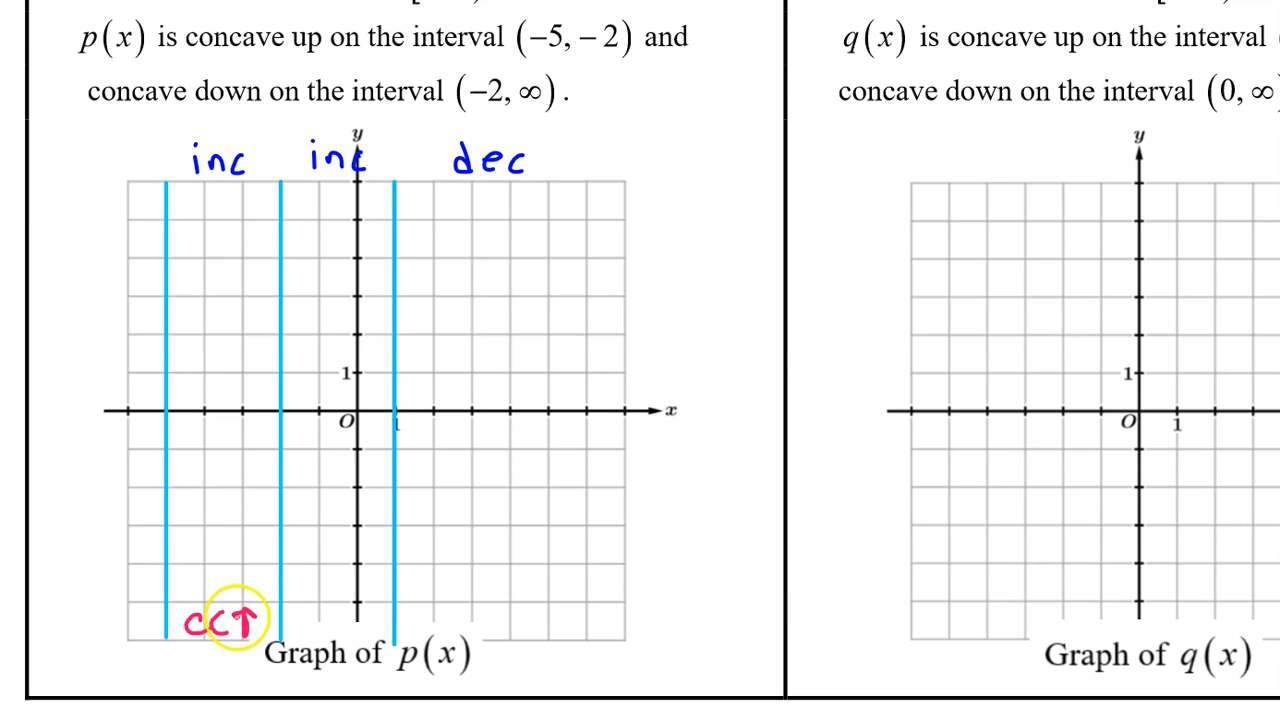 p(x) is concave up on the interval (−5, −2) and
concave down on the interval (−2, ∞).
inc inc dec
y
1
O 1
x
CC↑
Graph of p(x)
q(x) is concave up on the interval
concave down on the interval (0, ∞
y
1
O 1
Graph of q(x)